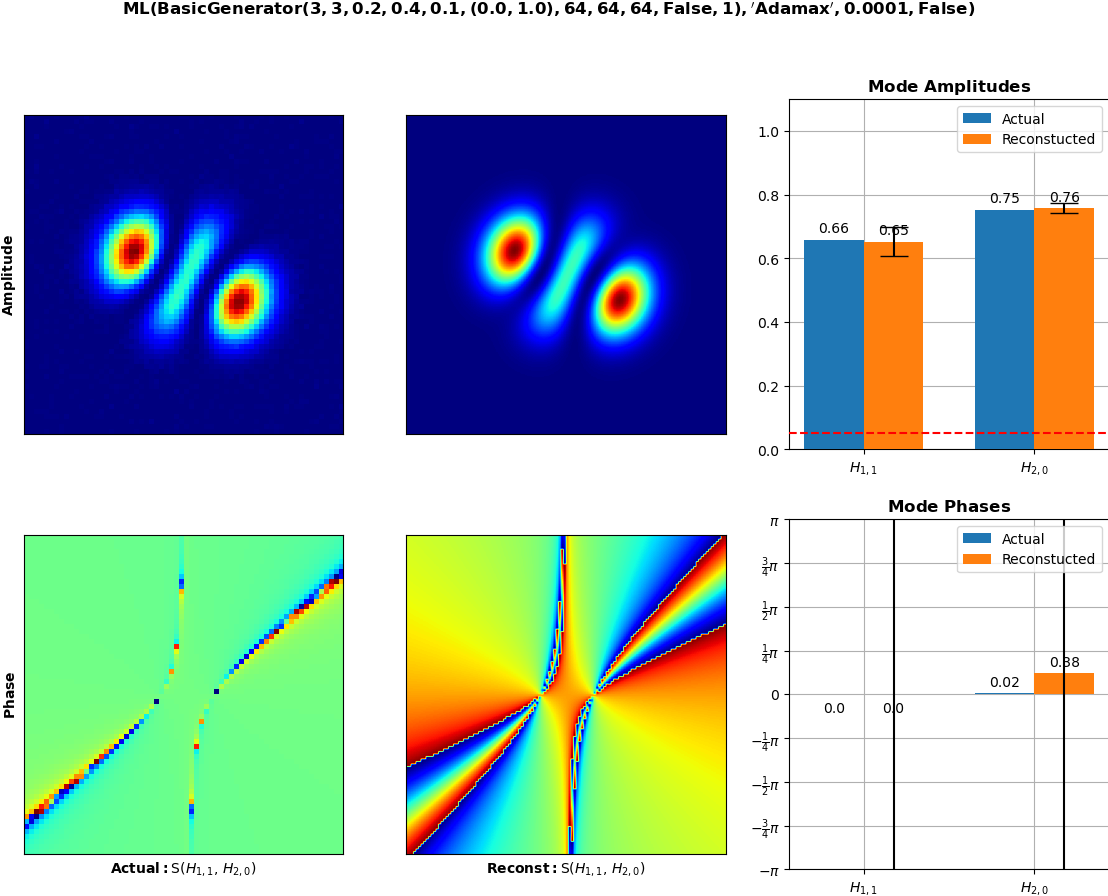 ML(BasicGenerator(3, 3, 0.2, 0.4, 0.1, (0.0, 1.0), 64, 64, 64, False, 1), ′Adamax′, 0.0001, False)
Amplitude
Mode Amplitudes
Actual
Reconstucted
1.0
0.8
0.6
0.4
0.2
0.0
0.66
0.65
0.75
0.76
H1, 1
H2, 0
Phase
Actual: S(H1, 1, H2, 0)
Reconst: S(H1, 1, H2, 0)
Mode Phases
Actual
Reconstucted
π
3/4π
1/2π
1/4π
0
−1/4π
−1/2π
−3/4π
−π
0.0
0.0
0.02
0.38
H1, 1
H2, 0